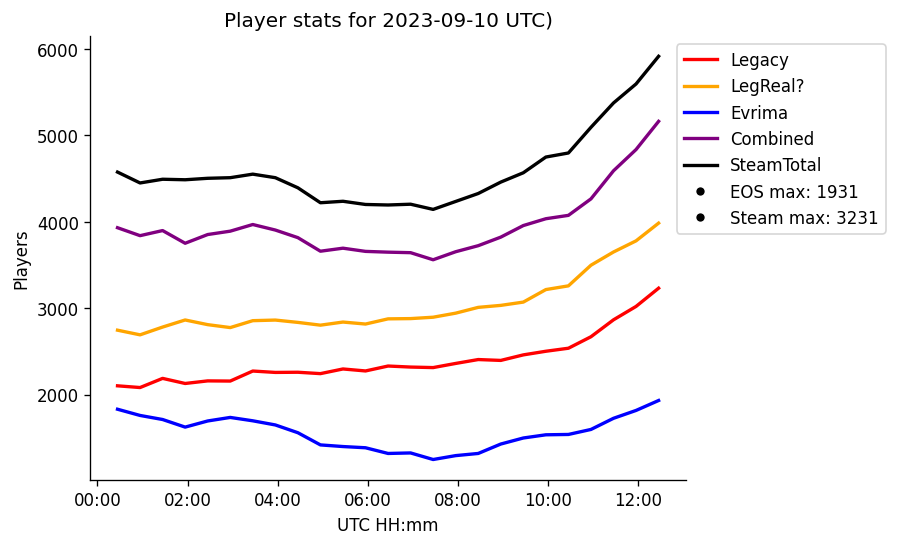 Player stats for 2023-09-10 UTC)
6000
5000
4000
3000
2000
Players
00:00 02:00 04:00 06:00 08:00 10:00 12:00
UTC HH:mm
Legacy
LegReal?
Evrima
Combined
SteamTotal
EOS max: 1931
Steam max: 3231